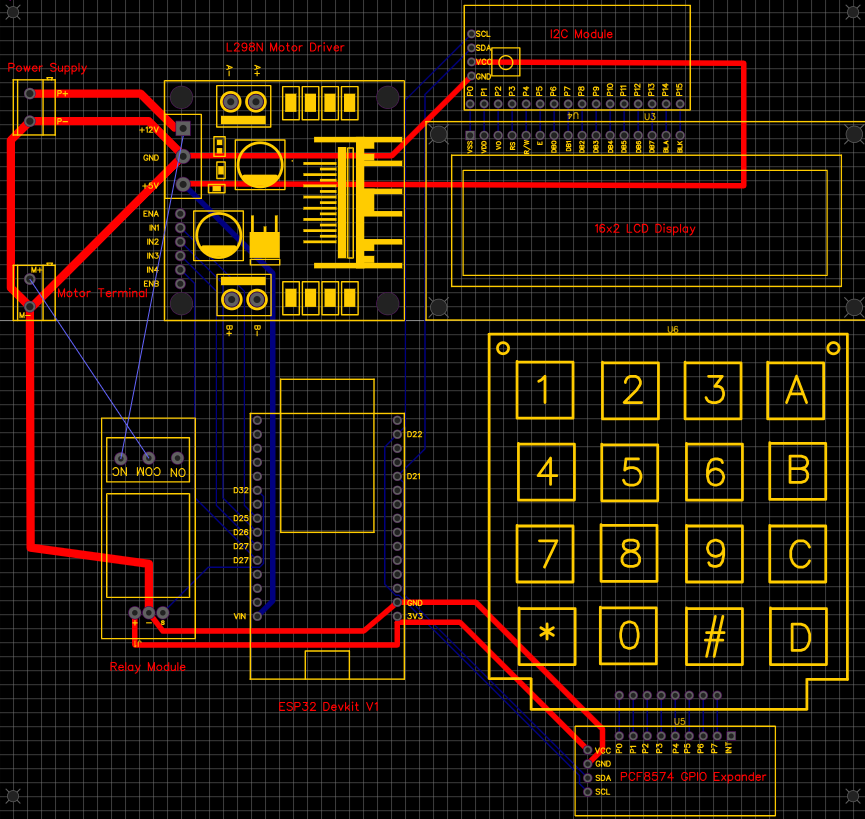 SCL
I2C Module
SDA
VCC
GND
P0 P1 P2 P3 P4 P5 P6 P7 P8 P9 P10 P11 P12 P13 P14 P15
U4
U3
VSS VDD VO RS R/W E DB0 DB1 DB2 DB3 DB4 DB5 DB6 DB7 BLA BLK
16x2 LCD Display
L298N Motor Driver
A- A+
Power Supply
P+
P-
+12V
GND
+5V
ENA
IN1
IN2
IN3
IN4
ENB
B+ B-
M+
Motor Terminal
M-
U6
1 2 3 A
4 5 6 B
7 8 9 C
* 0 # D
NC COM NO
+ - s
Relay Module
D22
D21
D32
D25
D26
D27
D27
VIN
GND
3V3
ESP32 Devkit V1
U5
P0 P1 P2 P3 P4 P5 P6 P7 INT
VCC
GND
SDA
SCL
PCF8574 GPIO Expander